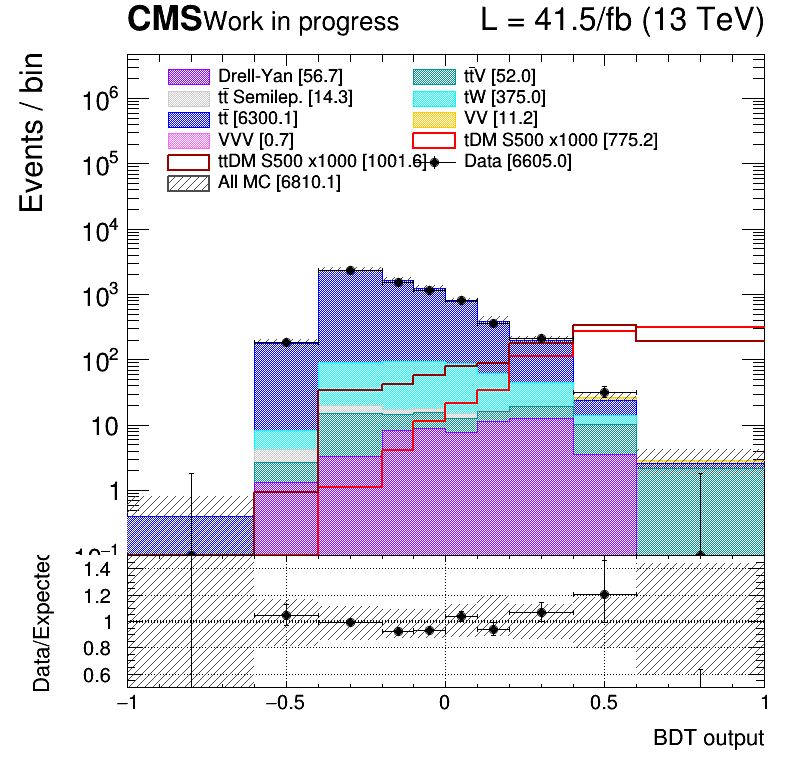 CMS Work in progress L = 41.5/fb (13 TeV)
Events / bin
Drell-Yan [56.7]
tt̄V [52.0]
tt̄ Semilep. [14.3]
tW [375.0]
tt̄ [6300.1]
VV [11.2]
VVV [0.7]
tDM S500 x1000 [775.2]
ttDM S500 x1000 [1001.6]
Data [6605.0]
All MC [6810.1]
10⁶
10⁵
10⁴
10³
10²
10
1
10⁻¹
Data/Expected
1.4
1.2
1
0.8
0.6
−1 −0.5 0 0.5 1
BDT output